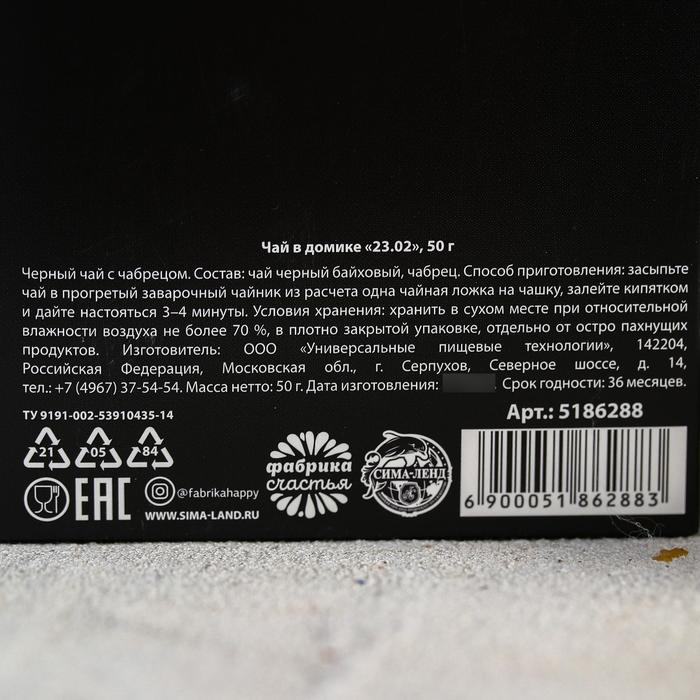 Чай в домике «23.02», 50 г
Черный чай с чабрецом. Состав: чай черный байховый, чабрец. Способ приготовления: засыпьте
чай в прогретый заварочный чайник из расчета одна чайная ложка на чашку, залейте кипятком
и дайте настояться 3–4 минуты. Условия хранения: хранить в сухом месте при относительной
влажности воздуха не более 70 %, в плотно закрытой упаковке, отдельно от остро пахнущих
продуктов. Изготовитель: ООО «Универсальные пищевые технологии», 142204,
Российская Федерация, Московская обл., г. Серпухов, Северное шоссе, д. 14,
тел.: +7 (4967) 37-54-54. Масса нетто: 50 г. Дата изготовления: . Срок годности: 36 месяцев.
ТУ 9191-002-53910435-14
Арт.: 5186288
21 05 84
фабрика
счастья
СИМА-ЛЕНД
EAC
@fabrikahappy
WWW.SIMA-LAND.RU
6 900051 862883